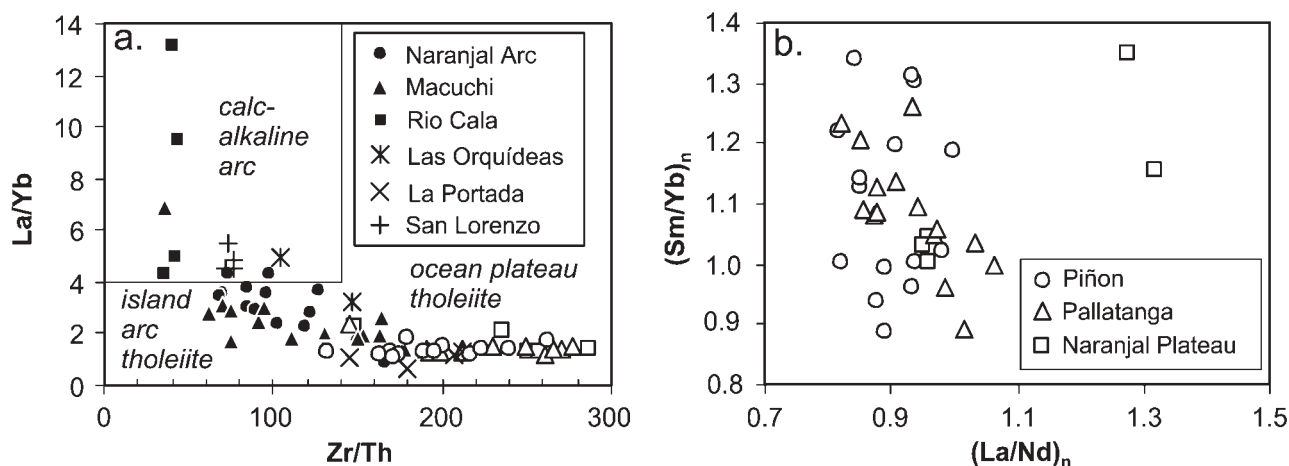 a.
La/Yb
14
12
10
8
6
4
2
0
calc-
alkaline
arc
island
arc
tholeiite
ocean plateau
tholeiite
Naranjal Arc
Macuchi
Rio Cala
Las Orquídeas
La Portada
San Lorenzo
0 100 200 300
Zr/Th
b.
(Sm/Yb)n
1.4
1.3
1.2
1.1
1.0
0.9
0.8
Piñon
Pallatanga
Naranjal Plateau
0.7 0.9 1.1 1.3 1.5
(La/Nd)n